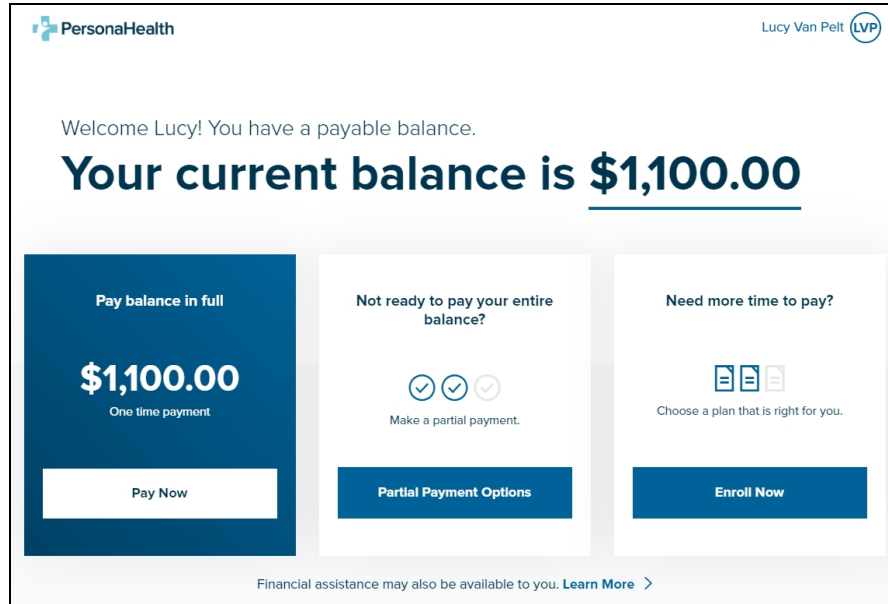 PersonaHealth
Lucy Van Pelt LVP
Welcome Lucy! You have a payable balance.
Your current balance is $1,100.00
Pay balance in full
$1,100.00
One time payment
Pay Now
Not ready to pay your entire
balance?
Make a partial payment.
Partial Payment Options
Need more time to pay?
Choose a plan that is right for you.
Enroll Now
Financial assistance may also be available to you. Learn More